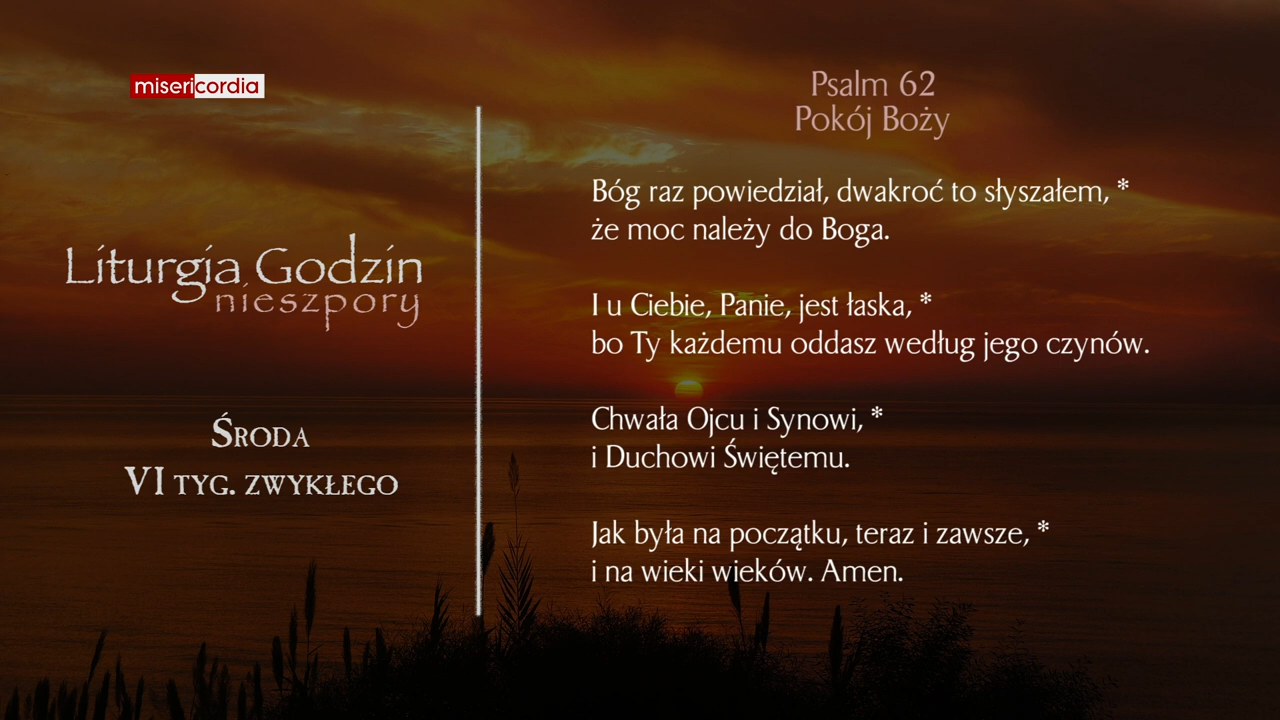 misericordia
Liturgia Godzin
nieszpory
Środa
VI tyg. zwykłego
Psalm 62
Pokój Boży
Bóg raz powiedział, dwakroć to słyszałem, *
że moc należy do Boga.
I u Ciebie, Panie, jest łaska, *
bo Ty każdemu oddasz według jego czynów.
Chwała Ojcu i Synowi, *
i Duchowi Świętemu.
Jak była na początku, teraz i zawsze, *
i na wieki wieków. Amen.